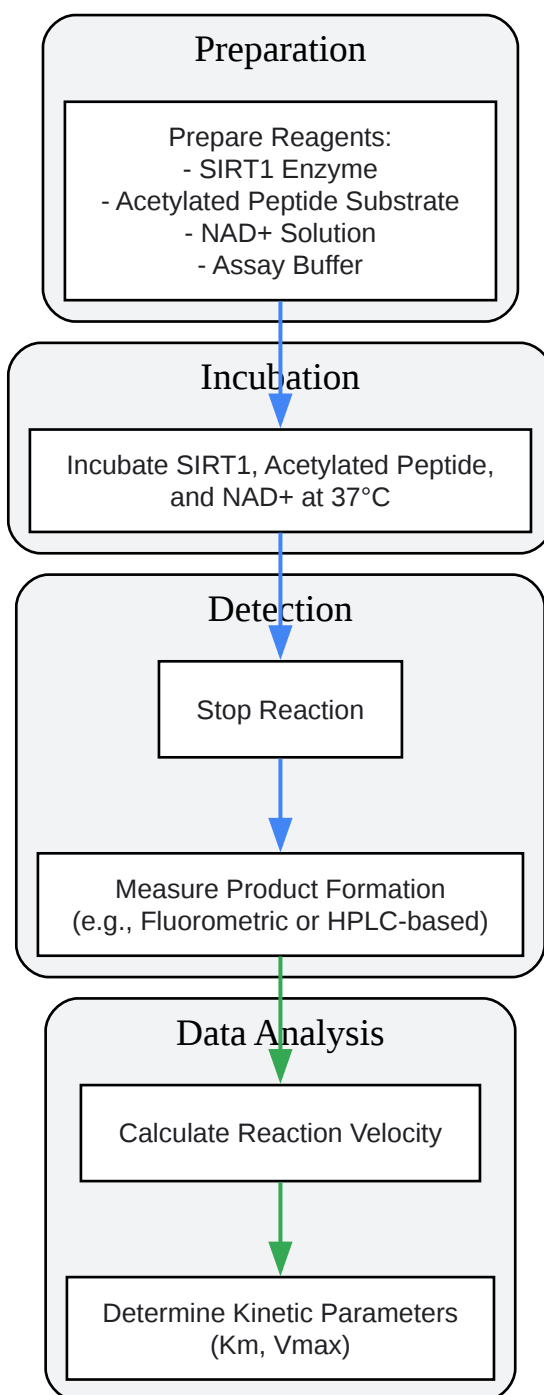 Preparation
Prepare Reagents:
- SIRT1 Enzyme
- Acetylated Peptide Substrate
- NAD+ Solution
- Assay Buffer
Incubation
Incubate SIRT1, Acetylated Peptide,
and NAD+ at 37°C
Detection
Stop Reaction
Measure Product Formation
(e.g., Fluorometric or HPLC-based)
Data Analysis
Calculate Reaction Velocity
Determine Kinetic Parameters
(Km, Vmax)